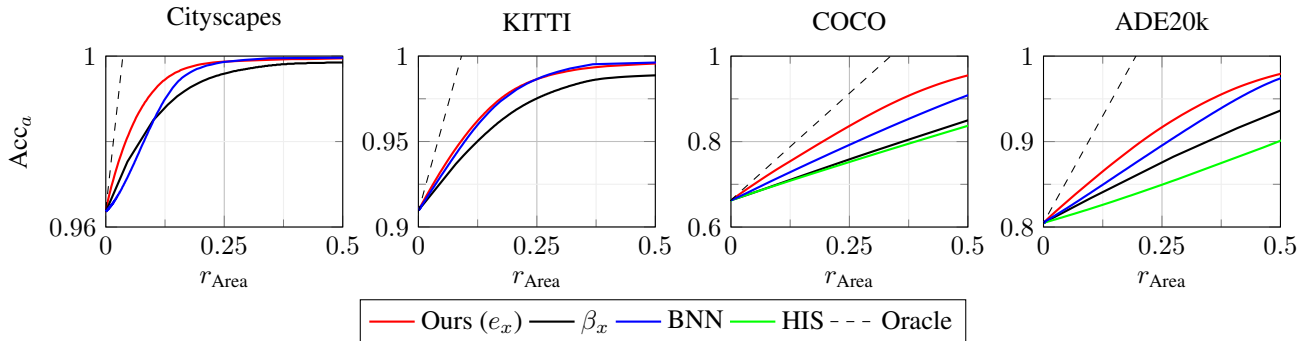 Cityscapes
KITTI
COCO
ADE20k
Acc_a
1
0.96
0
0.25
0.5
r_Area
1
0.95
0.9
0
0.25
0.5
r_Area
1
0.8
0.6
0
0.25
0.5
r_Area
1
0.9
0.8
0
0.25
0.5
r_Area
Ours (e_x) β_x BNN HIS Oracle